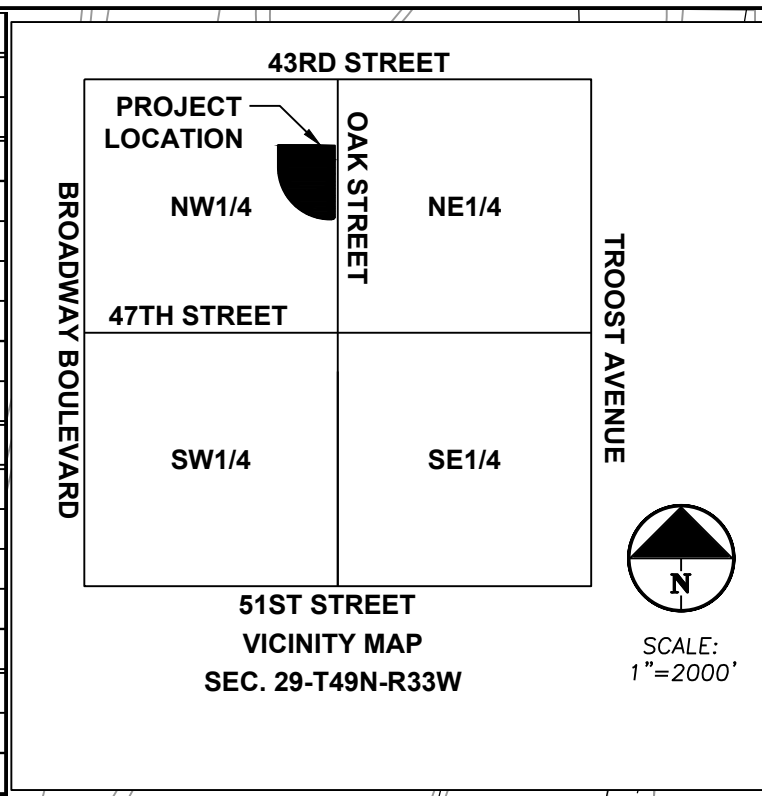 43RD STREET
PROJECT
LOCATION
OAK STREET
NW1/4
NE1/4
BROADWAY BOULEVARD
TROOST AVENUE
47TH STREET
SW1/4
SE1/4
51ST STREET
VICINITY MAP
SEC. 29-T49N-R33W
N
SCALE:
1"=2000'